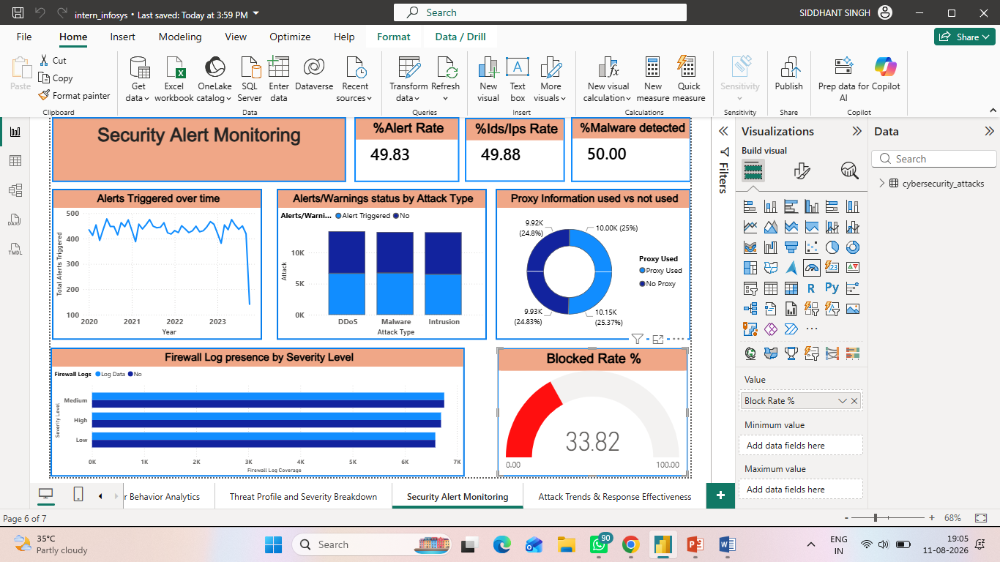 intern_infosys • Last saved: Today at 3:59 PM
Search
SIDDHANT SINGH
File Home Insert Modeling View Optimize Help Format Data / Drill
Share
Paste
Cut
Copy
Format painter
Clipboard
Get data
Excel workbook
OneLake catalog
SQL Server
Enter data
Dataverse
Recent sources
Data
Transform data
Refresh
Queries
New visual
Text box
More visuals
Insert
New visual calculation
New measure
Quick measure
Calculations
Sensitivity
Sensitivity
Publish
Share
Prep data for AI
Copilot
Copilot
Security Alert Monitoring
%Alert Rate
49.83
%Ids/Ips Rate
49.88
%Malware detected
50.00
Alerts Triggered over time
Total Alerts Triggered
500
400
300
200
100
2020 2021 2022 2023
Year
Alerts/Warnings status by Attack Type
Alerts/Warni... Alert Triggered No
Attack
10K
5K
0K
DDoS Malware Intrusion
Attack Type
Proxy Information used vs not used
9.92K (24.8%)
10.00K (25%)
9.93K (24.83%)
10.15K (25.37%)
Proxy Used
Proxy Used
No Proxy
Firewall Log presence by Severity Level
Firewall Logs Log Data No
Severity Level
Medium
High
Low
0K 1K 2K 3K 4K 5K 6K 7K
Firewall Log Coverage
Blocked Rate %
33.82
0.00 100.00
Filters
Visualizations
Build visual
R
Py
123
Value
Block Rate %
Minimum value
Add data fields here
Maximum value
Add data fields here
Data
Search
cybersecurity_attacks
DAX
TMDL
r Behavior Analytics
Threat Profile and Severity Breakdown
Security Alert Monitoring
Attack Trends & Response Effectiveness
+
Page 6 of 7
- + 68%
35°C
Partly cloudy
Search
90
ENG
IN
19:05
11-08-2026